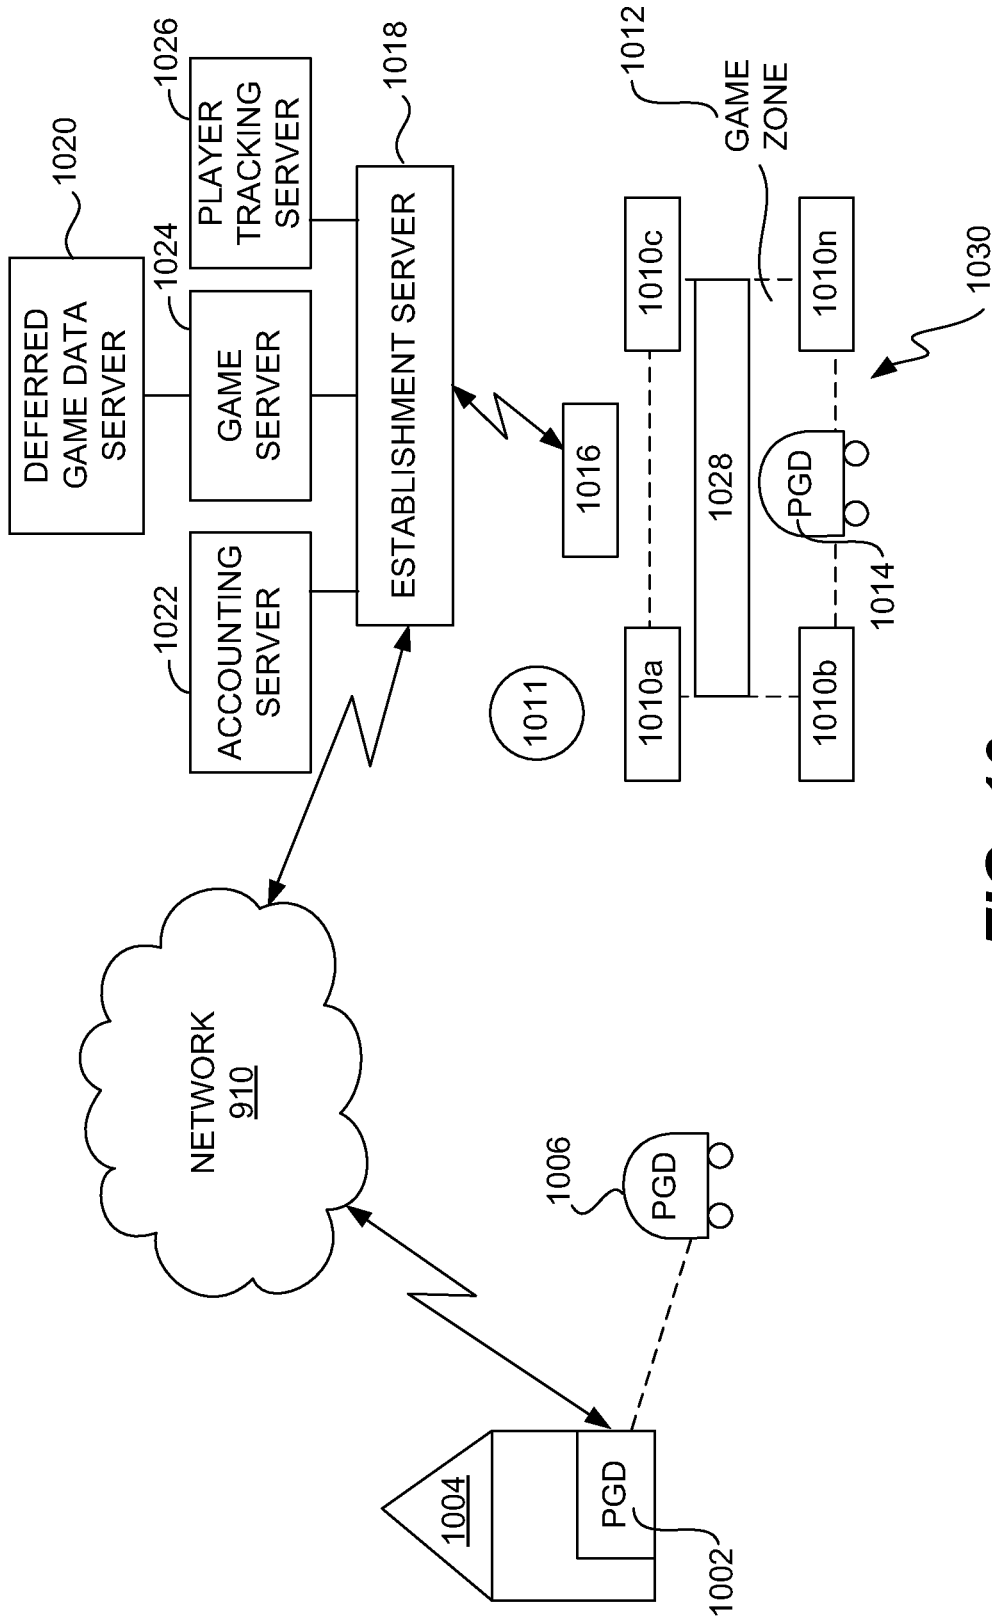 1020
DEFERRED
GAME DATA
SERVER
1022
1024
1026
ACCOUNTING
SERVER
GAME
SERVER
PLAYER
TRACKING
SERVER
NETWORK
910
ESTABLISHMENT SERVER
1018
1004
1011
1016
1006
PGD
1002
PGD
1010a
1010c
1012
GAME
ZONE
1028
PGD
1014
1010b
1010n
1030